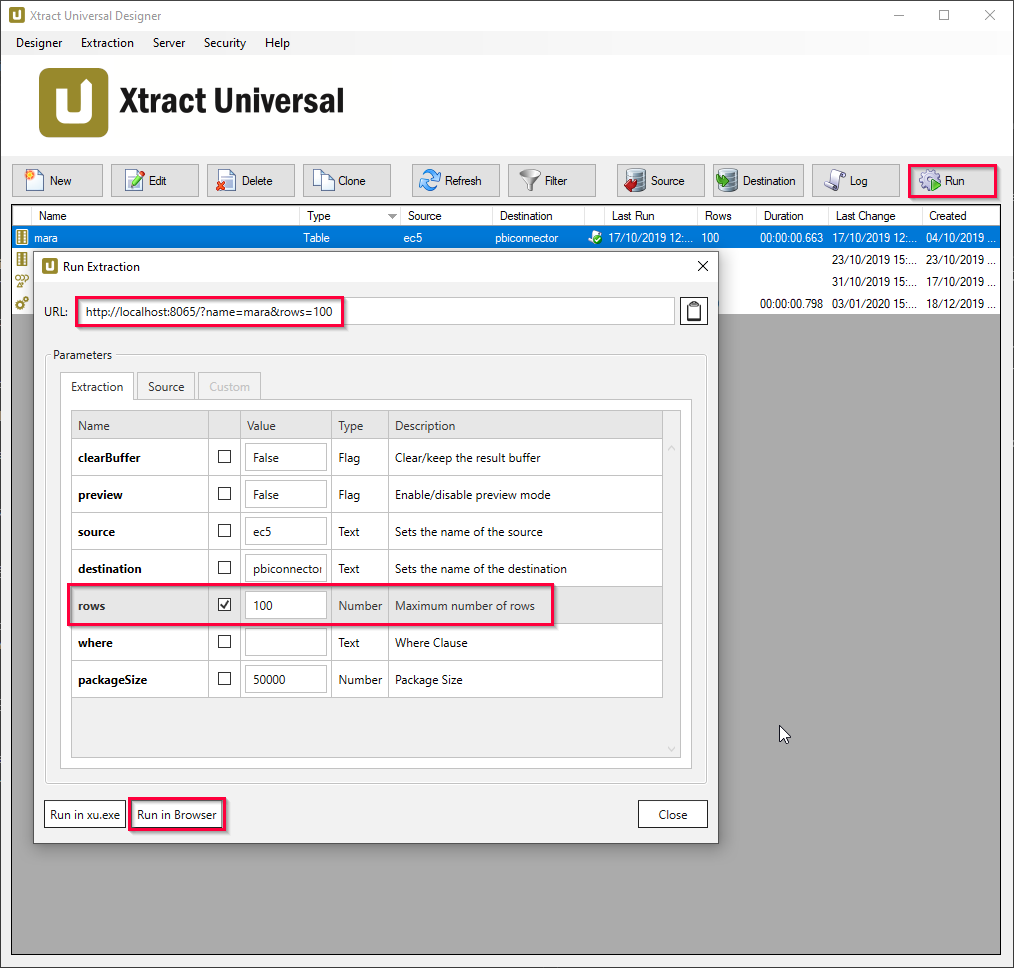 Xtract Universal Designer
Designer Extraction Server Security Help
Xtract Universal
New Edit Delete Clone Refresh Filter Source Destination Log Run
Name Type Source Destination Last Run Rows Duration Last Change Created
mara Table ec5 pbiconnector 17/10/2019 12:... 100 00:00:00.663 17/10/2019 12:... 04/10/2019 ...
23/10/2019 15:... 23/10/2019 ...
31/10/2019 15:... 17/10/2019 ...
00:00:00.798 03/01/2020 15:... 18/12/2019 ...
Run Extraction
URL: http://localhost:8065/?name=mara&rows=100
Parameters
Extraction Source Custom
Name Value Type Description
clearBuffer False Flag Clear/keep the result buffer
preview False Flag Enable/disable preview mode
source ec5 Text Sets the name of the source
destination pbiconnector Text Sets the name of the destination
rows 100 Number Maximum number of rows
where Text Where Clause
packageSize 50000 Number Package Size
Run in xu.exe Run in Browser Close